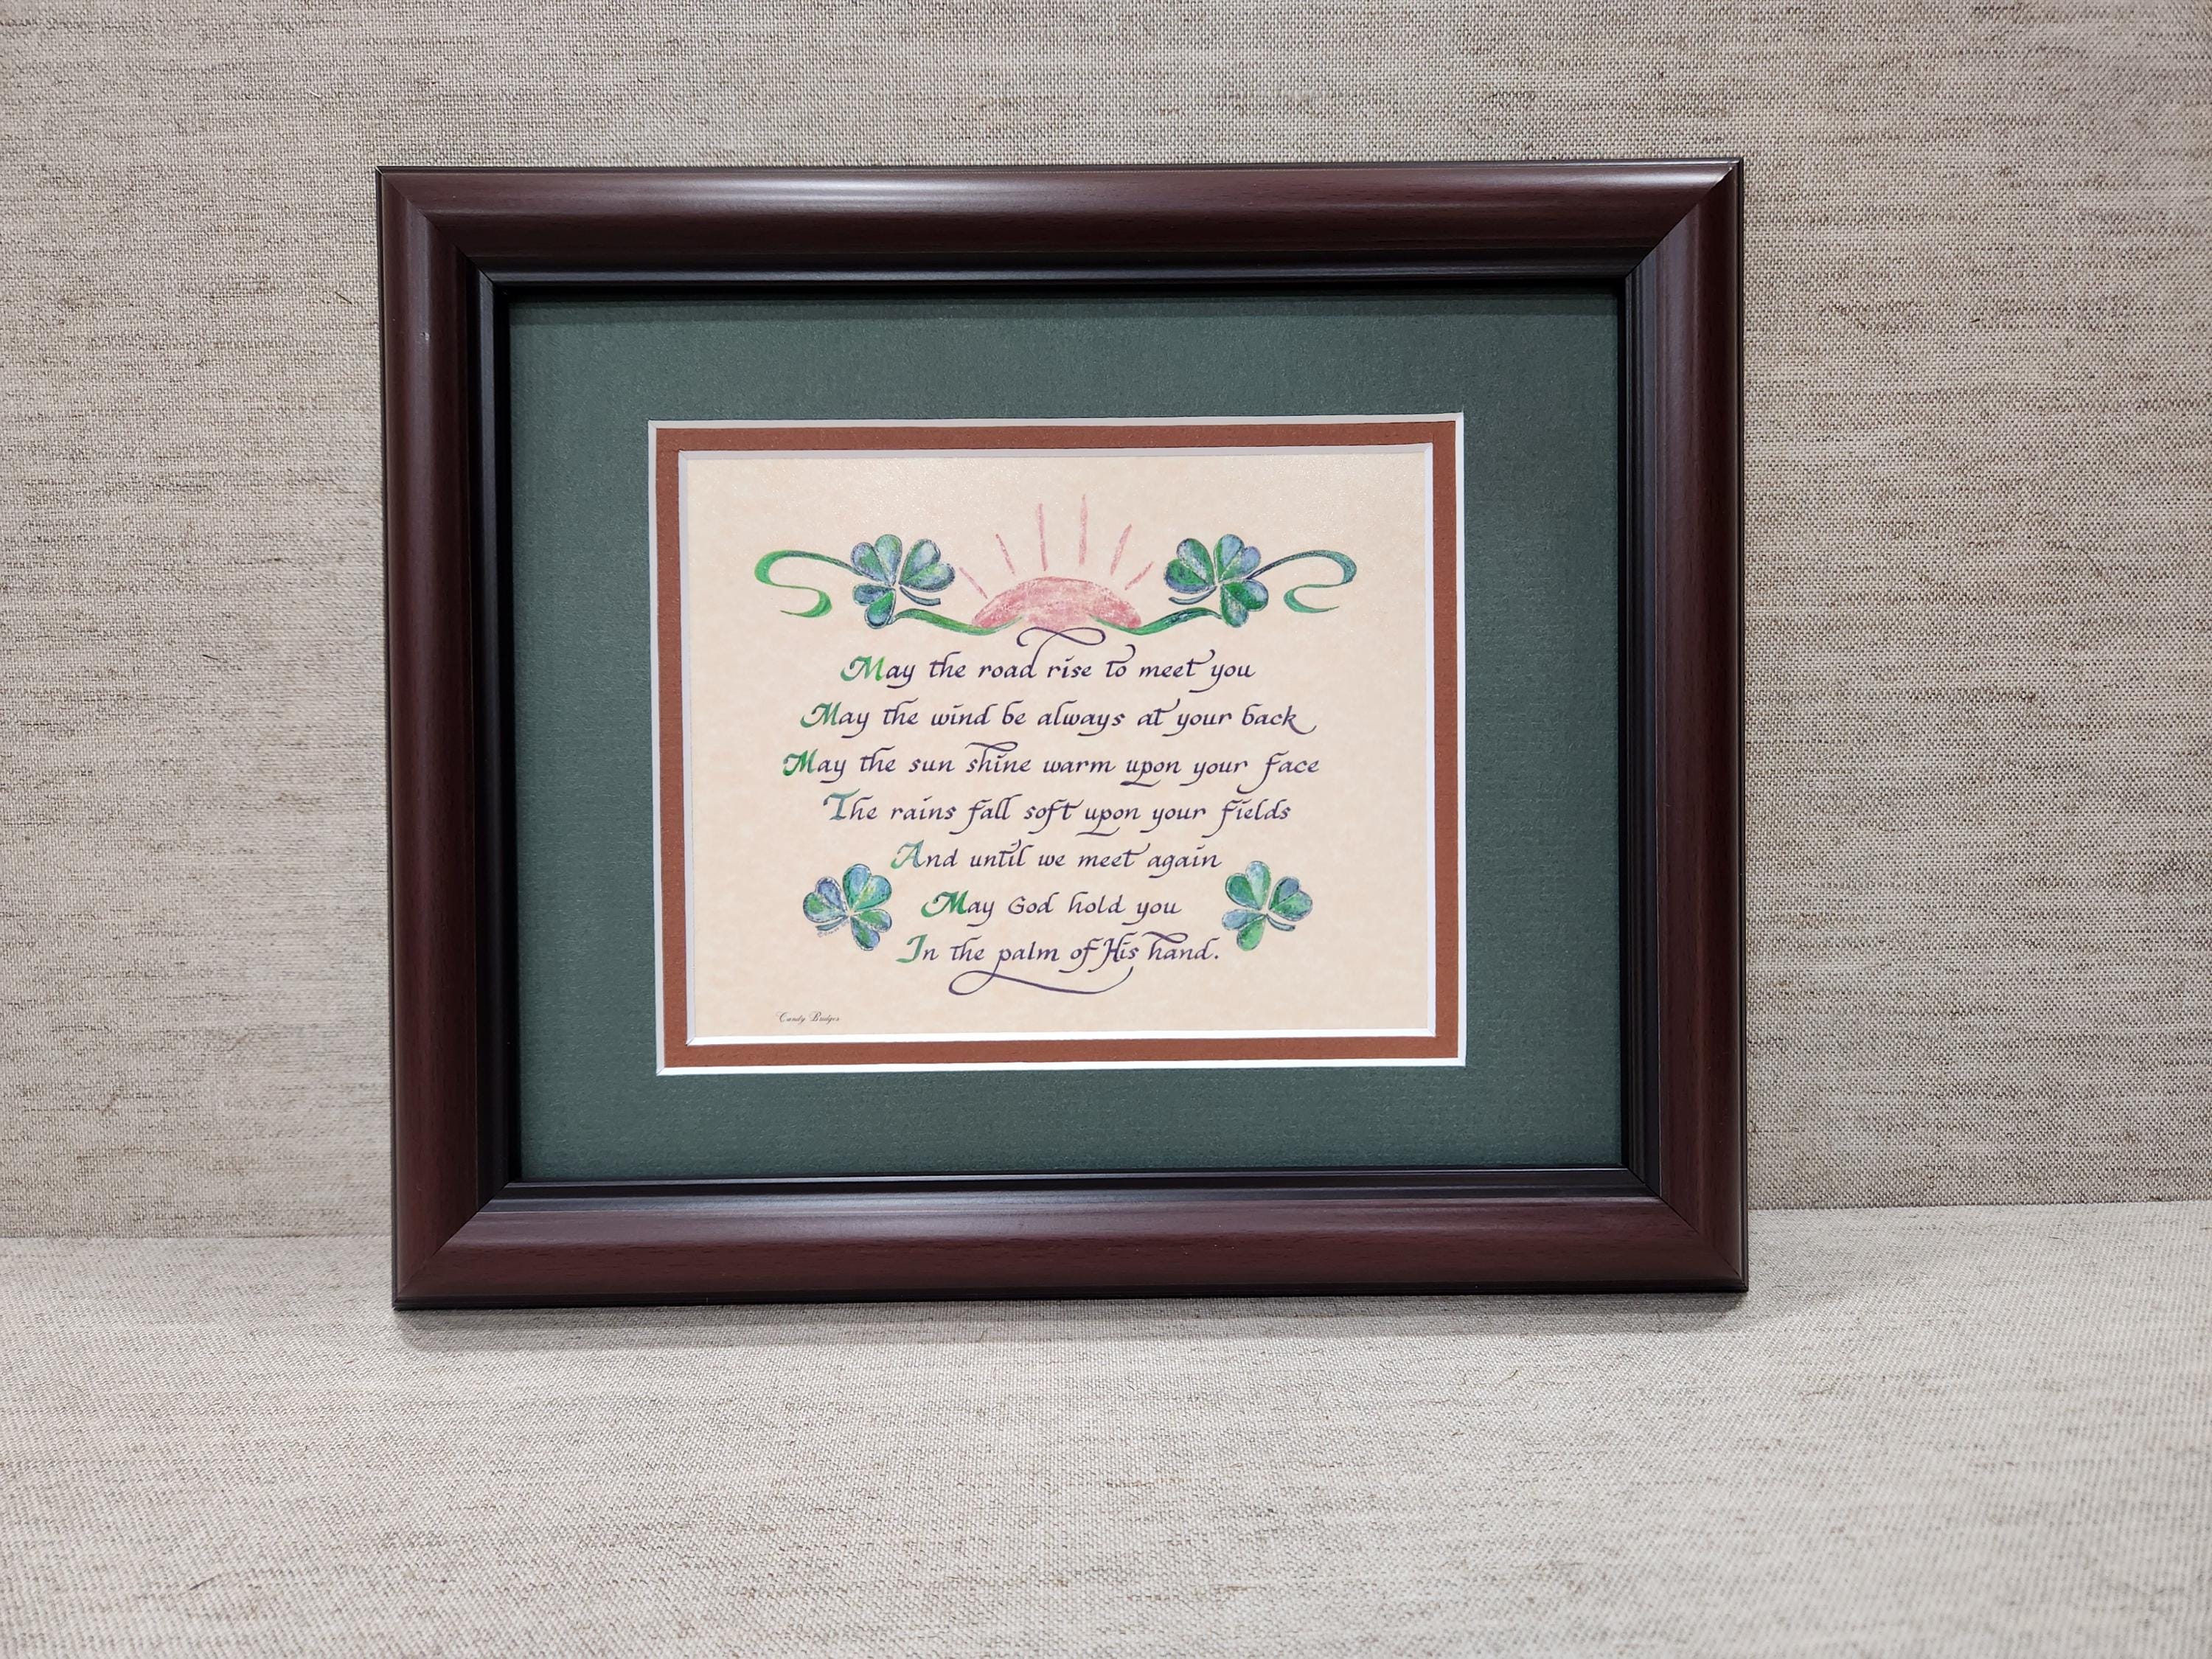 May the road rise to meet you
May the wind be always at your back
May the sun shine warm upon your face
The rains fall soft upon your fields
And until we meet again
May God hold you
In the palm of His hand.
Candy Bridges